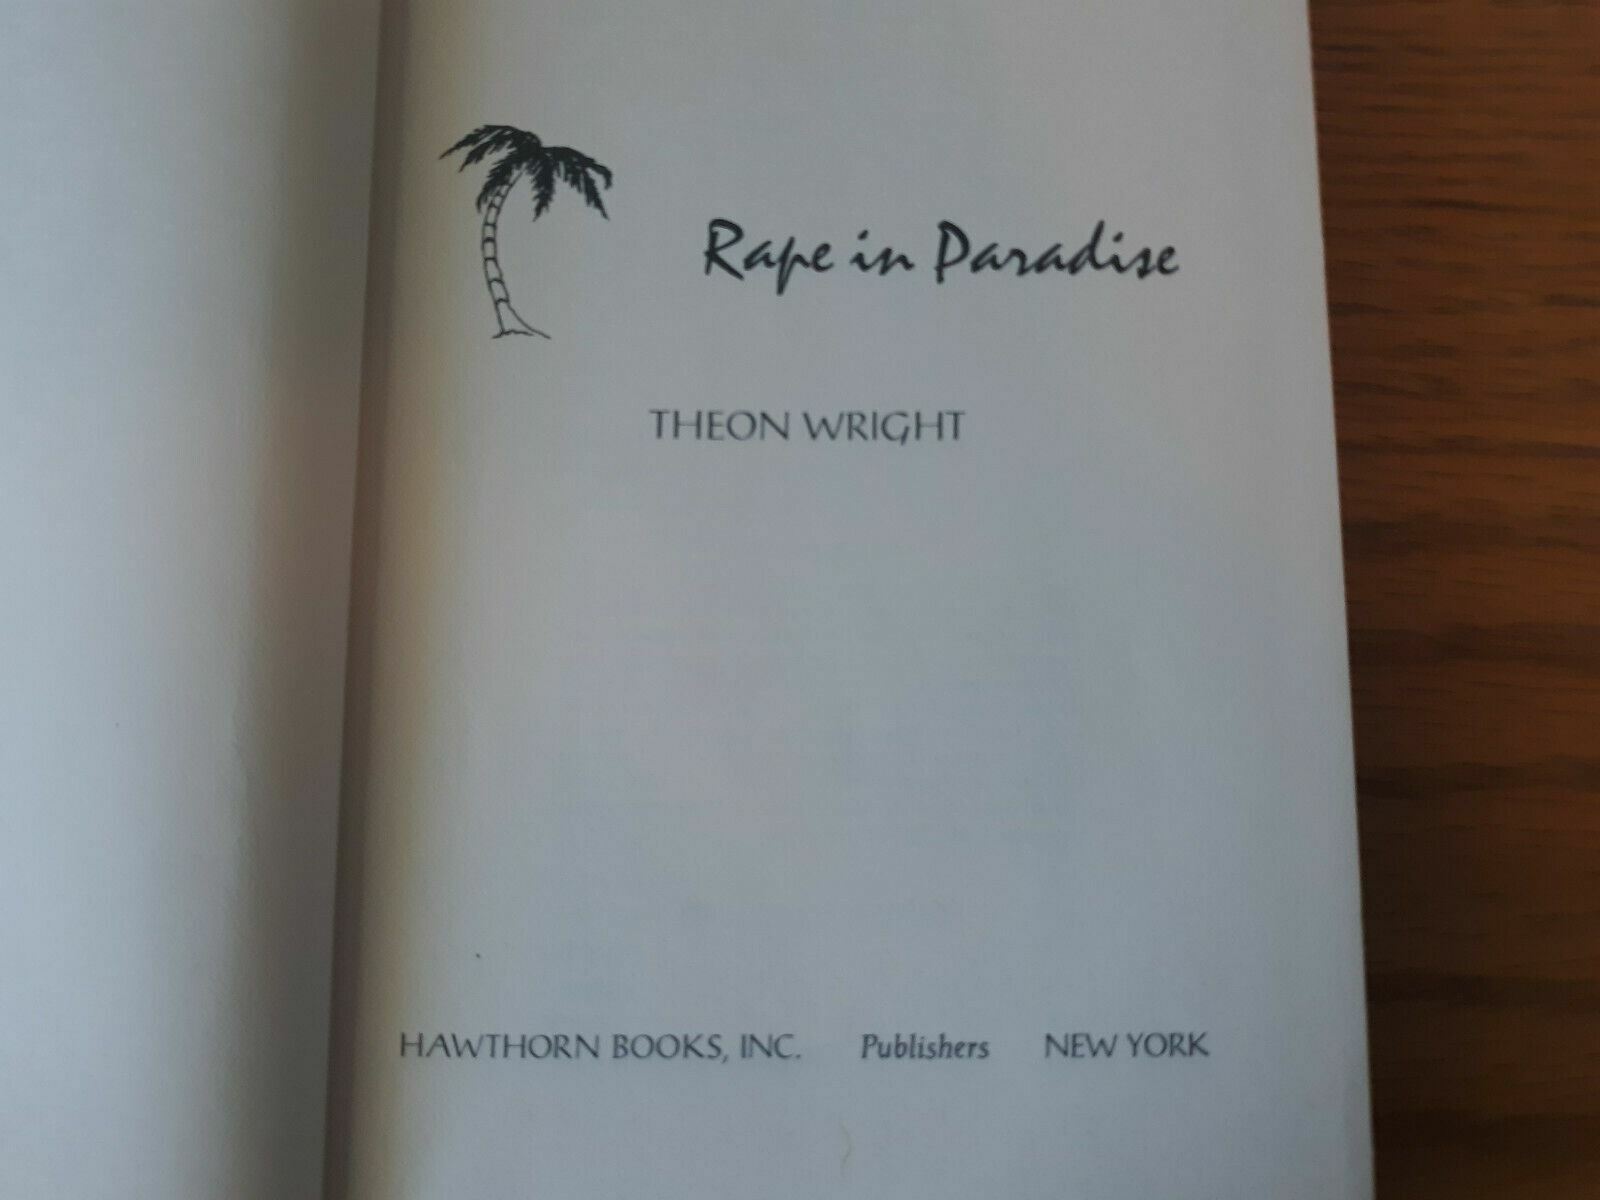 Rape in Paradise
THEON WRIGHT
HAWTHORN BOOKS, INC. Publishers NEW YORK